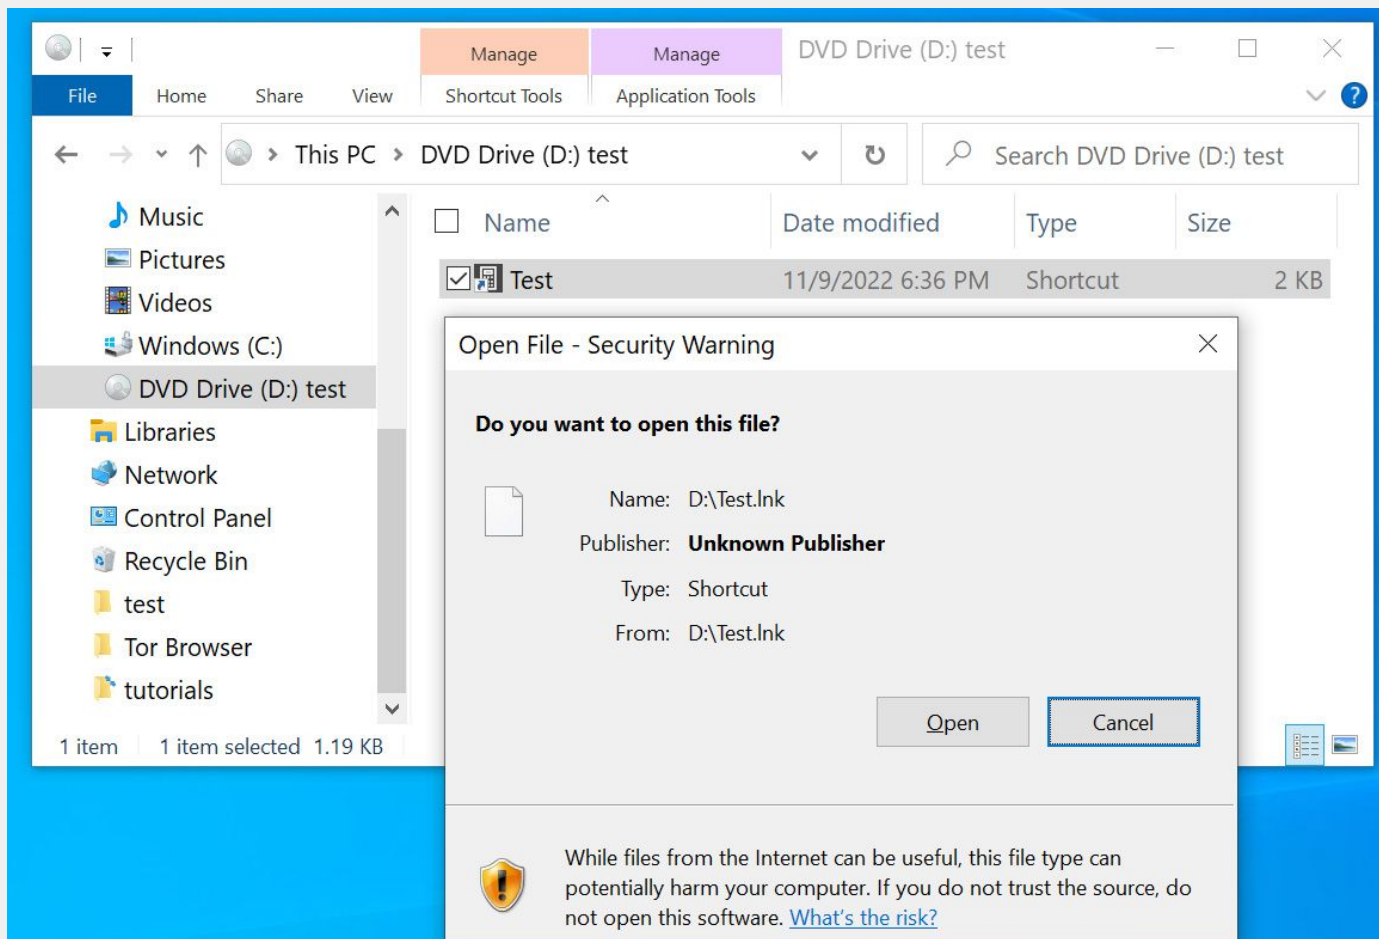 Manage Manage DVD Drive (D:) test
File Home Share View Shortcut Tools Application Tools ?
This PC DVD Drive (D:) test Search DVD Drive (D:) test
Name Date modified Type Size
Test 11/9/2022 6:36 PM Shortcut 2 KB
Music
Pictures
Videos
Windows (C:)
DVD Drive (D:) test
Libraries
Network
Control Panel
Recycle Bin
test
Tor Browser
tutorials
1 item 1 item selected 1.19 KB
Open File - Security Warning
Do you want to open this file?
Name: D:\Test.lnk
Publisher: Unknown Publisher
Type: Shortcut
From: D:\Test.lnk
Open Cancel
While files from the Internet can be useful, this file type can
potentially harm your computer. If you do not trust the source, do
not open this software. What's the risk?